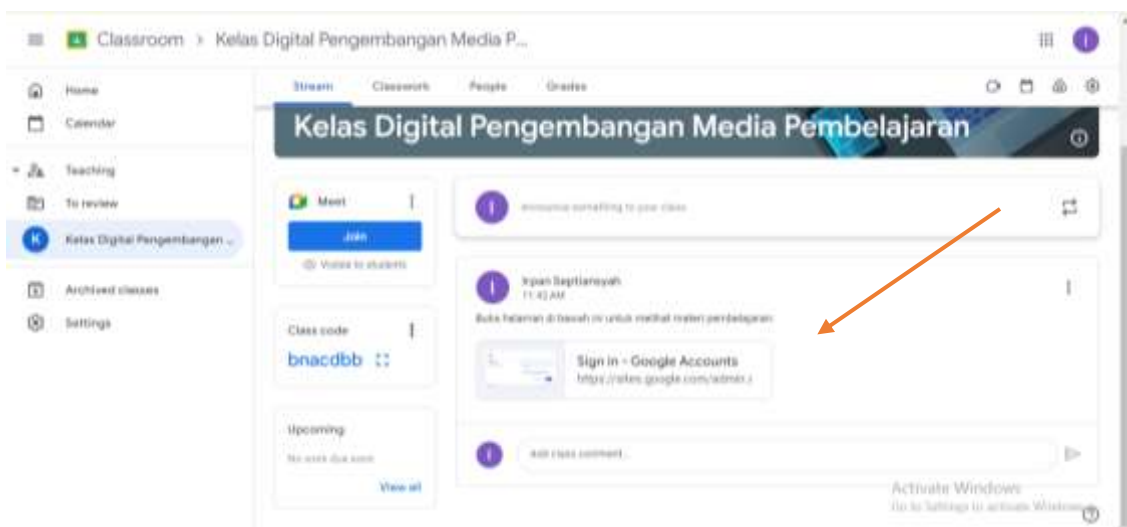 Classroom > Kelas Digital Pengembangan Media P...
Home
Calendar
Teaching
To review
Kelas Digital Pengembangan ...
Archived classes
Settings
Stream Classwork People Grades
Kelas Digital Pengembangan Media Pembelajaran
Meet
Join
Visible to students
Class code
bnacdbb
Upcoming
No work due soon
View all
I
Announce something to your class
Irpan Septiansyah
11:42 AM
Buka halaman di bawah ini untuk melihat materi pembelajaran
Sign in - Google Accounts
https://sites.google.com/
Add class comment...
Activate Windows
Go to Settings to activate Windows.